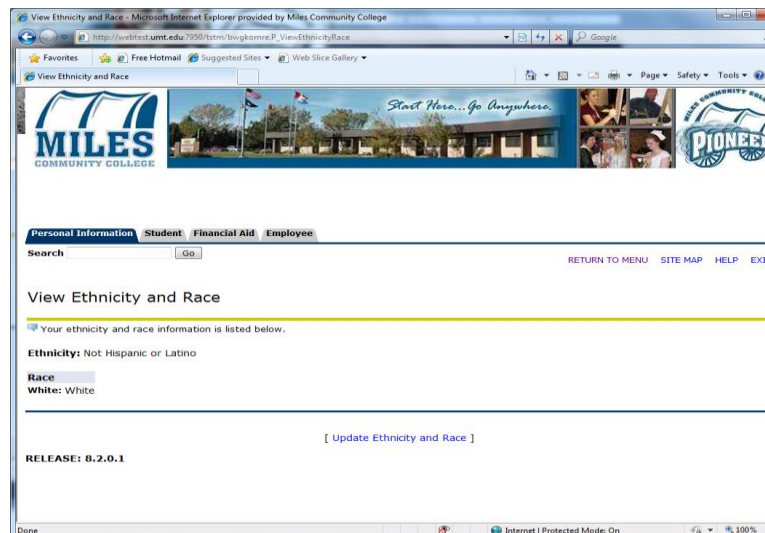 View Ethnicity and Race - Microsoft Internet Explorer provided by Miles Community College
http://webtest.umt.edu:7950/tstm/bwgkomre.P_ViewEthnicityRace
Google
Favorites Free Hotmail Suggested Sites Web Slice Gallery
View Ethnicity and Race Page Safety Tools
Start Here...Go Anywhere.
MILES
COMMUNITY COLLEGE
PIONEE
Personal Information Student Financial Aid Employee
Search Go
RETURN TO MENU SITE MAP HELP EXI
View Ethnicity and Race
Your ethnicity and race information is listed below.
Ethnicity: Not Hispanic or Latino
Race
White: White
[ Update Ethnicity and Race ]
RELEASE: 8.2.0.1
Done Internet | Protected Mode: On 100%